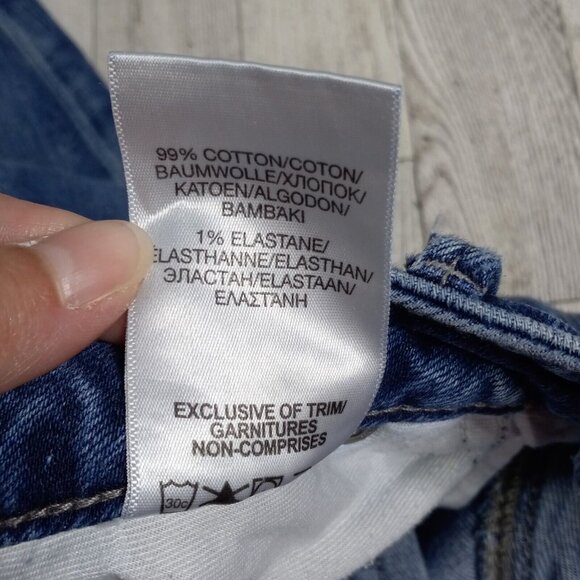 99% COTTON/COTON/
BAUMWOLLE/ХЛОПОК/
KATOEN/ALGODON/
BAMBAKI
1% ELASTANE/
ELASTHANNE/ELASTHAN/
ЭЛАСТАН/ELASTAAN/
ΕΛΑΣΤΑΝΗ
EXCLUSIVE OF TRIM/
GARNITURES
NON-COMPRISES
30c